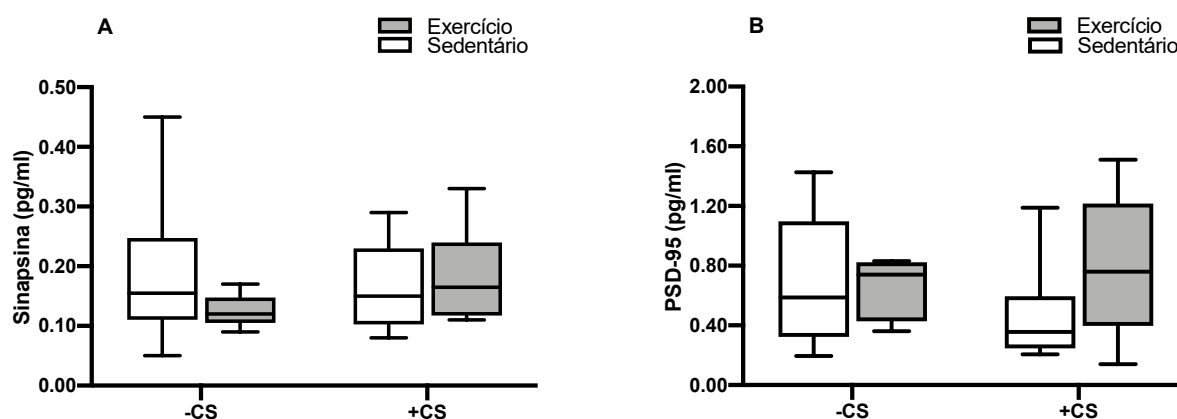 A
Exercício
Sedentário
Sinapsina (pg/ml)
0.50
0.40
0.30
0.20
0.10
0.00
-CS
+CS
B
Exercício
Sedentário
PSD-95 (pg/ml)
2.00
1.60
1.20
0.80
0.40
0.00
-CS
+CS